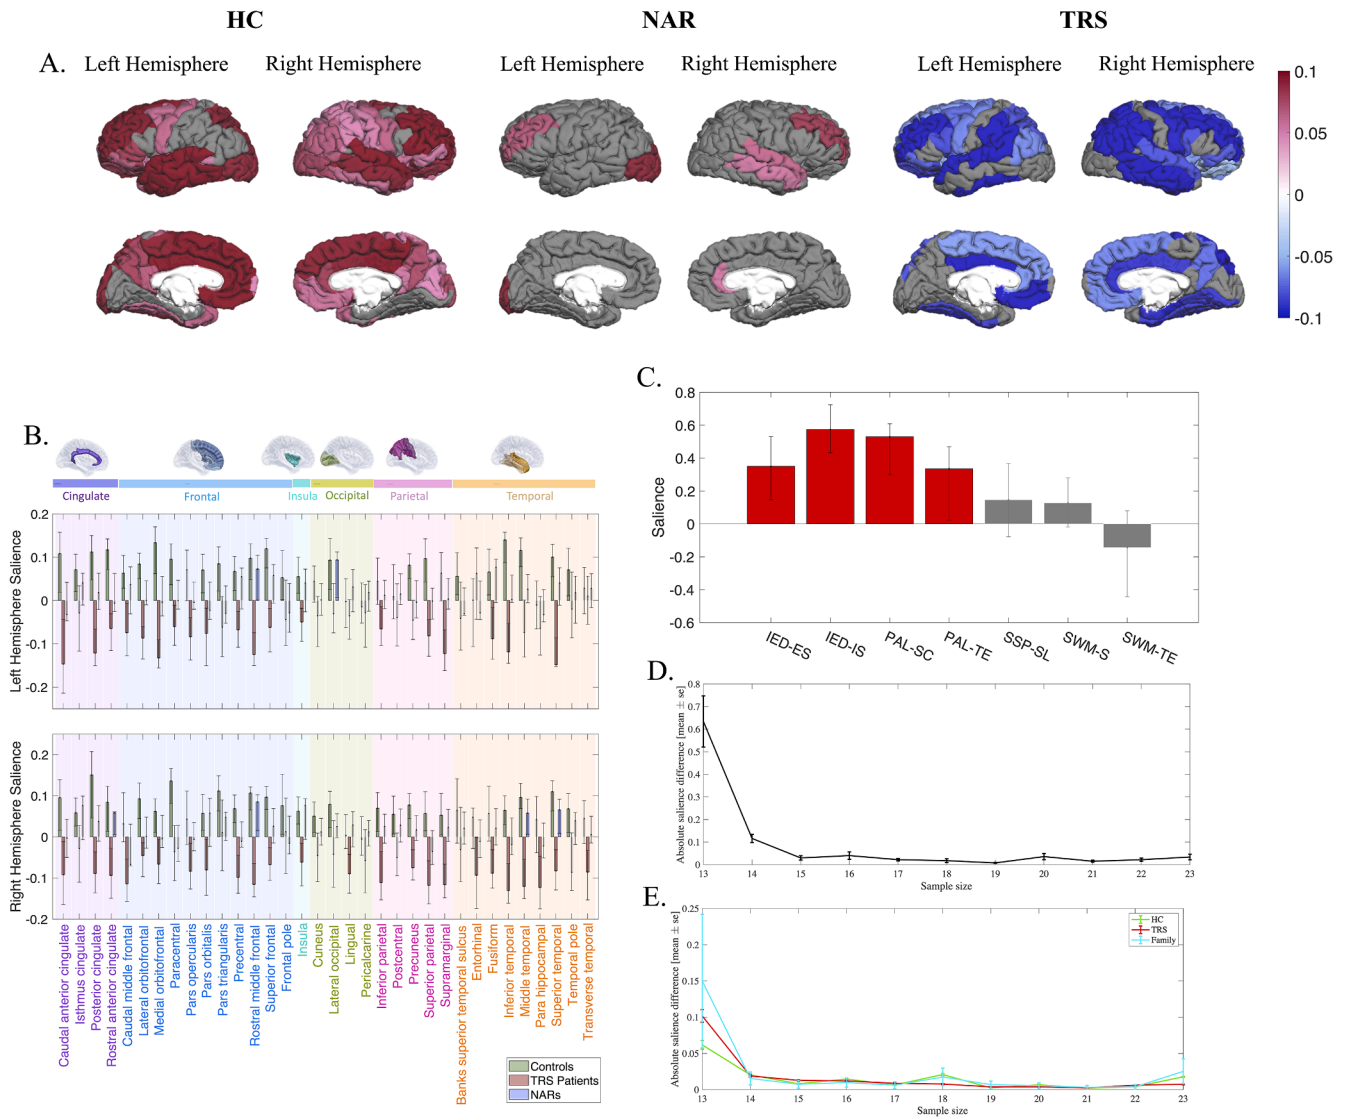 HC NAR TRS
A. Left Hemisphere Right Hemisphere Left Hemisphere Right Hemisphere Left Hemisphere Right Hemisphere
0.1
0.05
0
-0.05
-0.1
B.
Cingulate Frontal Insula Occipital Parietal Temporal
Left Hemisphere Salience
0.2
0.1
0
-0.1
-0.2
Right Hemisphere Salience
0.2
0.1
0
-0.1
-0.2
Caudal anterior cingulate
Isthmus cingulate
Posterior cingulate
Rostral anterior cingulate
Caudal middle frontal
Lateral orbitofrontal
Medial orbitofrontal
Paracentral
Pars opercularis
Pars orbitalis
Pars triangularis
Precentral
Rostral middle frontal
Superior frontal
Frontal pole
Insula
Cuneus
Lateral occipital
Lingual
Pericalcarine
Inferior parietal
Postcentral
Precuneus
Superior parietal
Supramarginal
Banks superior temporal sulcus
Entorhinal
Fusiform
Inferior temporal
Middle temporal
Para hippocampal
Superior temporal
Temporal pole
Transverse temporal
Controls
TRS Patients
NARs
C.
Salience
0.8
0.6
0.4
0.2
0
-0.2
-0.4
-0.6
IED-ES IED-IS PAL-SC PAL-TE SSP-SL SWM-S SWM-TE
D.
Absolute salience difference [mean ± se]
0.8
0.7
0.6
0.5
0.4
0.3
0.2
0.1
0
13 14 15 16 17 18 19 20 21 22 23
Sample size
E.
Absolute salience difference [mean ± se]
0.25
0.2
0.15
0.1
0.05
0
HC
TRS
Family
13 14 15 16 17 18 19 20 21 22 23
Sample size